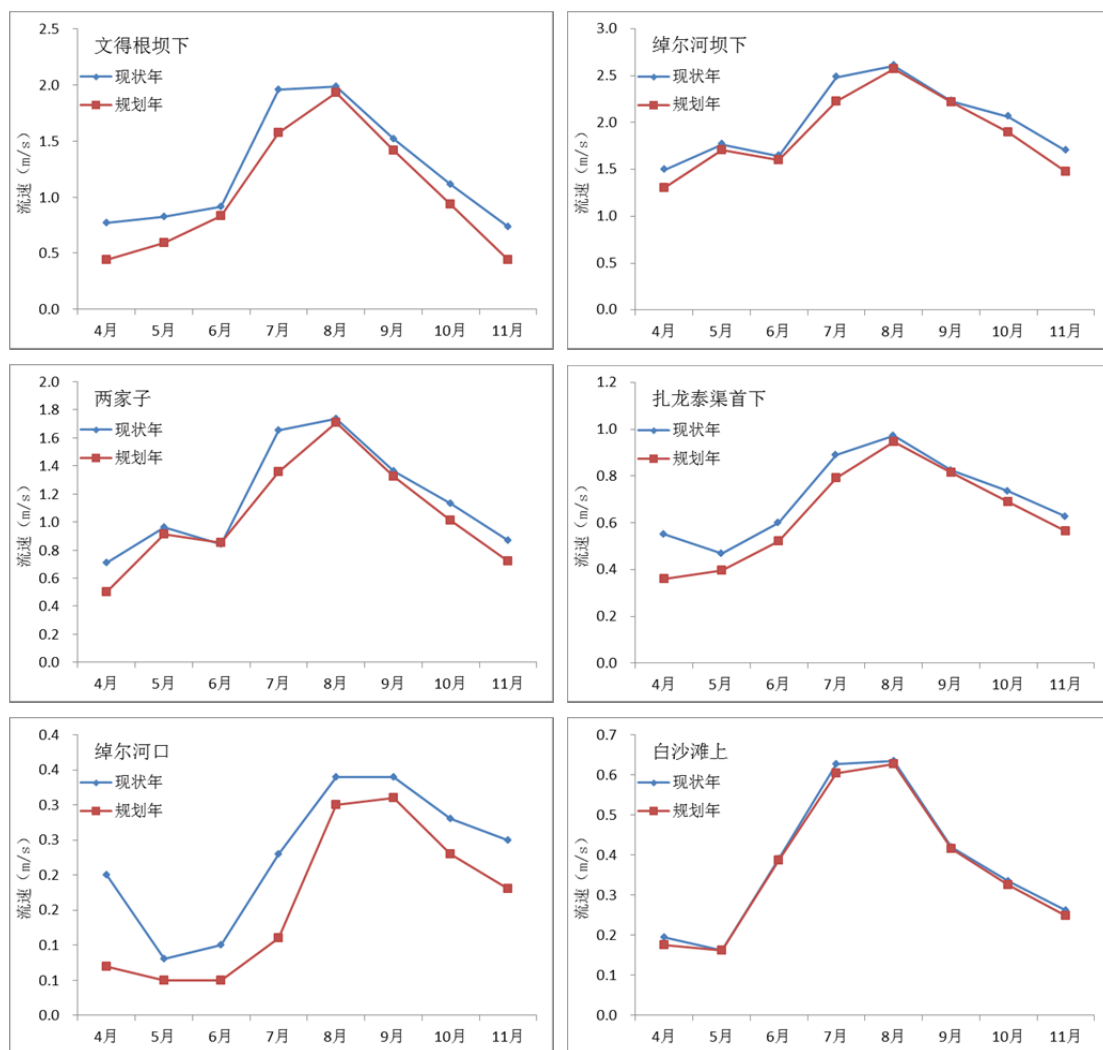 文得根坝下
现状年
规划年
流速（m/s）
2.5
2.0
1.5
1.0
0.5
0.0
4月 5月 6月 7月 8月 9月 10月 11月
绰尔河坝下
现状年
规划年
流速（m/s）
3.0
2.5
2.0
1.5
1.0
0.5
0.0
4月 5月 6月 7月 8月 9月 10月 11月
两家子
现状年
规划年
流速（m/s）
2.0
1.8
1.6
1.4
1.2
1.0
0.8
0.6
0.4
0.2
0.0
4月 5月 6月 7月 8月 9月 10月 11月
扎龙泰渠首下
现状年
规划年
流速（m/s）
1.2
1.0
0.8
0.6
0.4
0.2
0.0
4月 5月 6月 7月 8月 9月 10月 11月
绰尔河口
现状年
规划年
流速（m/s）
0.4
0.4
0.3
0.3
0.2
0.2
0.1
0.1
0.0
4月 5月 6月 7月 8月 9月 10月 11月
白沙滩上
现状年
规划年
流速（m/s）
0.7
0.6
0.5
0.4
0.3
0.2
0.1
0.0
4月 5月 6月 7月 8月 9月 10月 11月